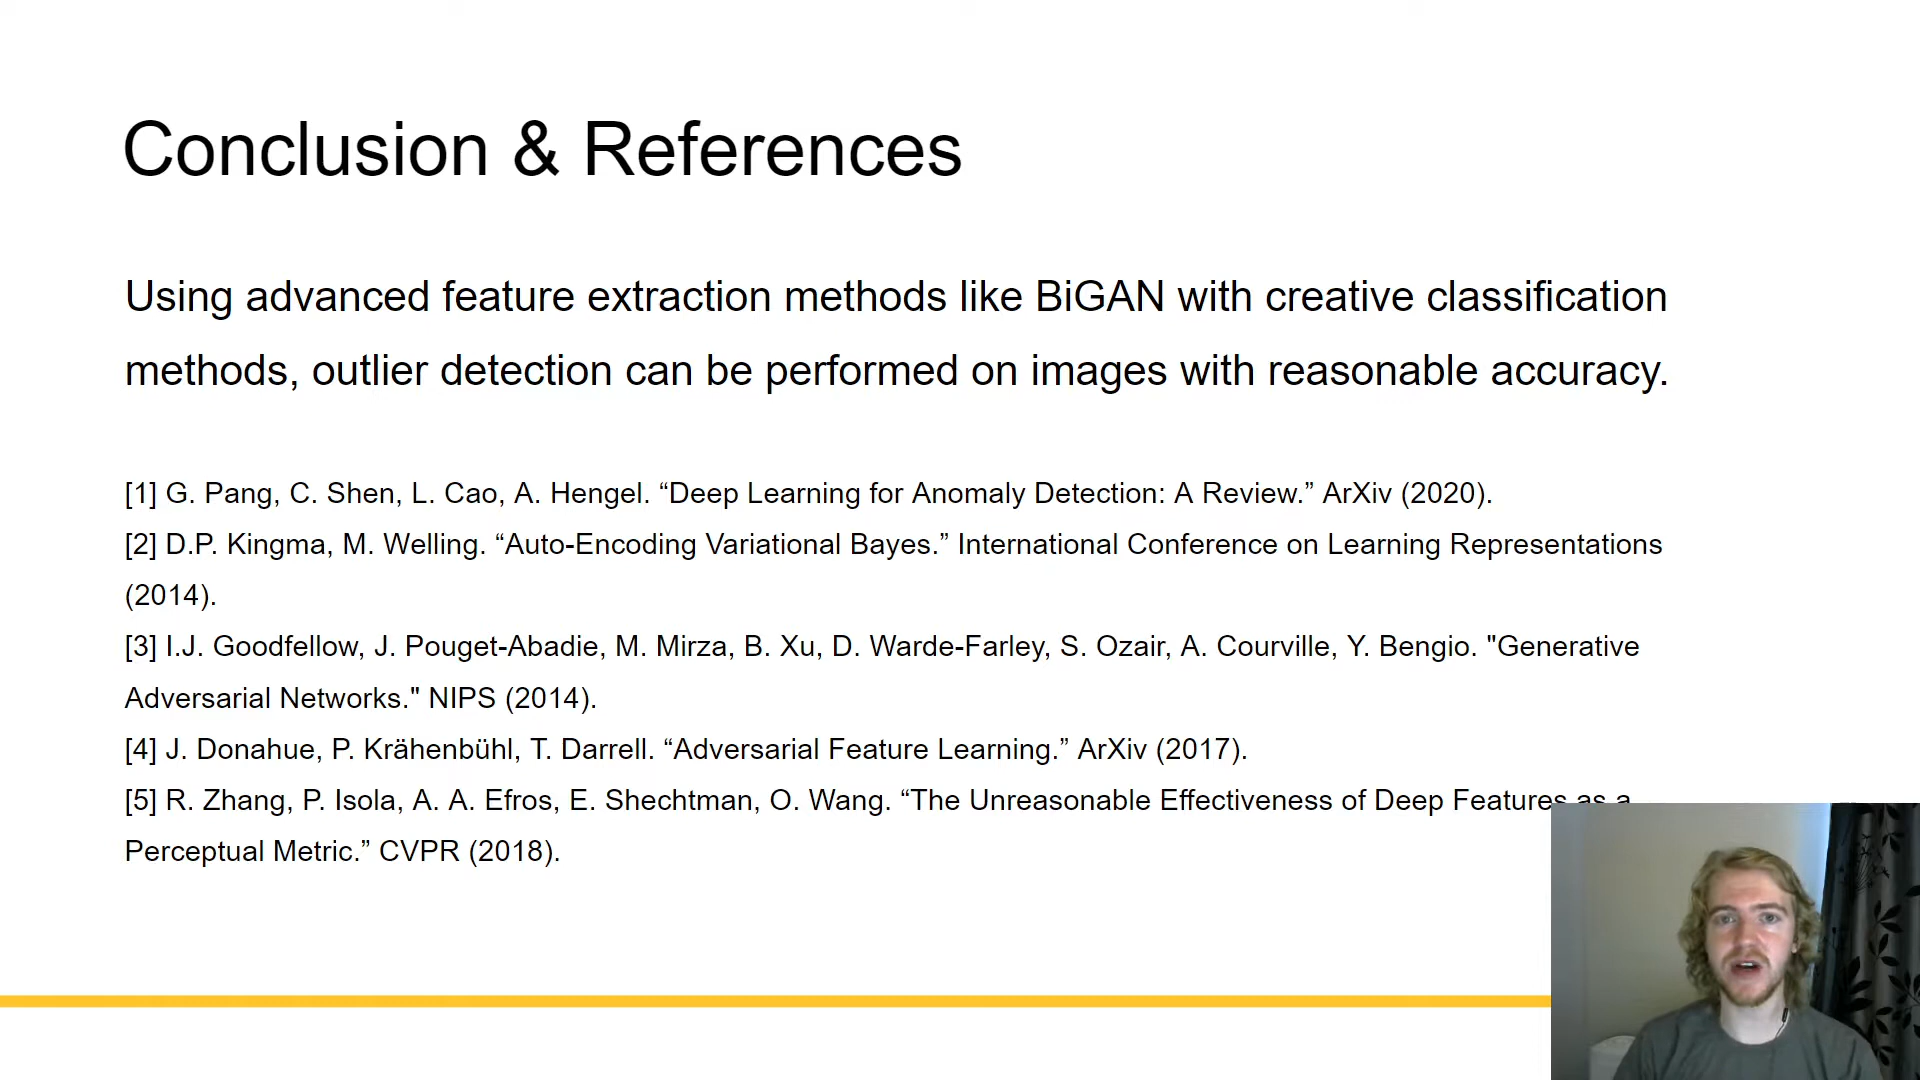 Conclusion & References
Using advanced feature extraction methods like BiGAN with creative classification
methods, outlier detection can be performed on images with reasonable accuracy.
[1] G. Pang, C. Shen, L. Cao, A. Hengel. “Deep Learning for Anomaly Detection: A Review.” ArXiv (2020).
[2] D.P. Kingma, M. Welling. “Auto-Encoding Variational Bayes.” International Conference on Learning Representations
(2014).
[3] I.J. Goodfellow, J. Pouget-Abadie, M. Mirza, B. Xu, D. Warde-Farley, S. Ozair, A. Courville, Y. Bengio. "Generative
Adversarial Networks." NIPS (2014).
[4] J. Donahue, P. Krähenbühl, T. Darrell. “Adversarial Feature Learning.” ArXiv (2017).
[5] R. Zhang, P. Isola, A. A. Efros, E. Shechtman, O. Wang. “The Unreasonable Effectiveness of Deep Features as a
Perceptual Metric.” CVPR (2018).